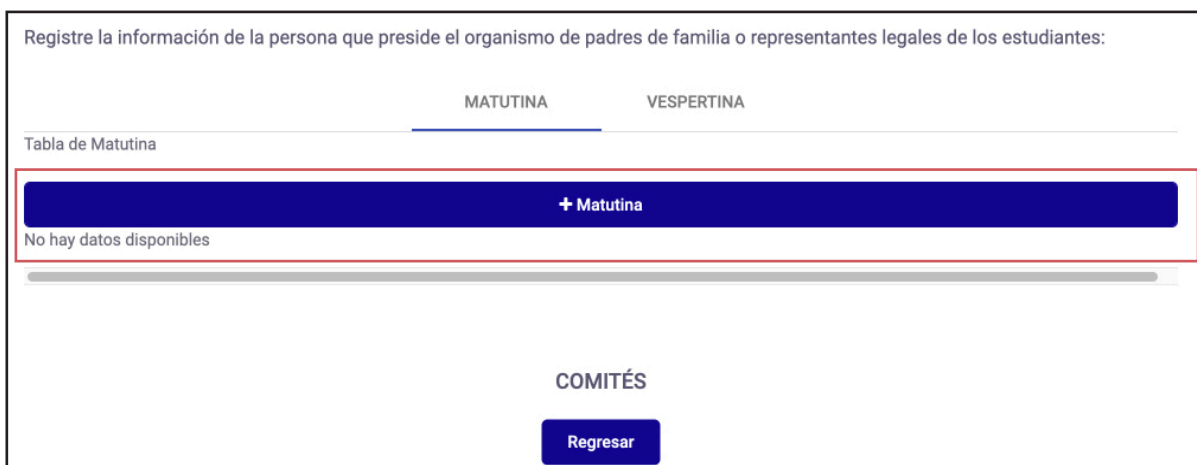 Registre la información de la persona que preside el organismo de padres de familia o representantes legales de los estudiantes:
MATUTINA VESPERTINA
Tabla de Matutina
+ Matutina
No hay datos disponibles
COMITÉS
Regresar